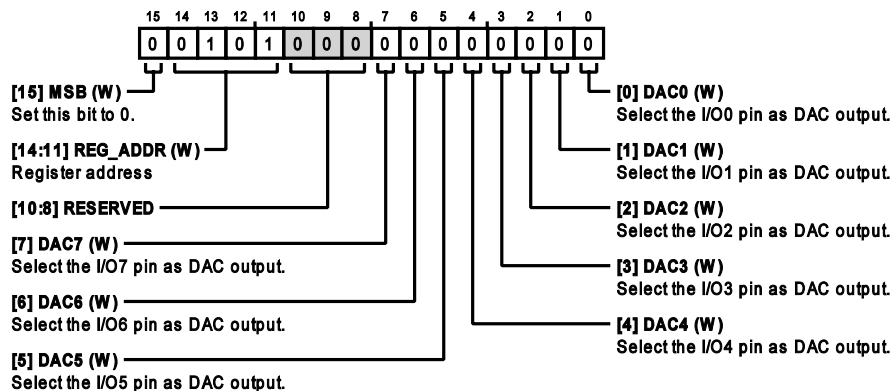 15 14 13 12 11 10 9 8 7 6 5 4 3 2 1 0
0 0 1 0 1 0 0 0 0 0 0 0 0 0 0 0
[15] MSB (W)
Set this bit to 0.
[14:11] REG_ADDR (W)
Register address
[10:8] RESERVED
[7] DAC7 (W)
Select the I/O7 pin as DAC output.
[6] DAC6 (W)
Select the I/O6 pin as DAC output.
[5] DAC5 (W)
Select the I/O5 pin as DAC output.
[0] DAC0 (W)
Select the I/O0 pin as DAC output.
[1] DAC1 (W)
Select the I/O1 pin as DAC output.
[2] DAC2 (W)
Select the I/O2 pin as DAC output.
[3] DAC3 (W)
Select the I/O3 pin as DAC output.
[4] DAC4 (W)
Select the I/O4 pin as DAC output.